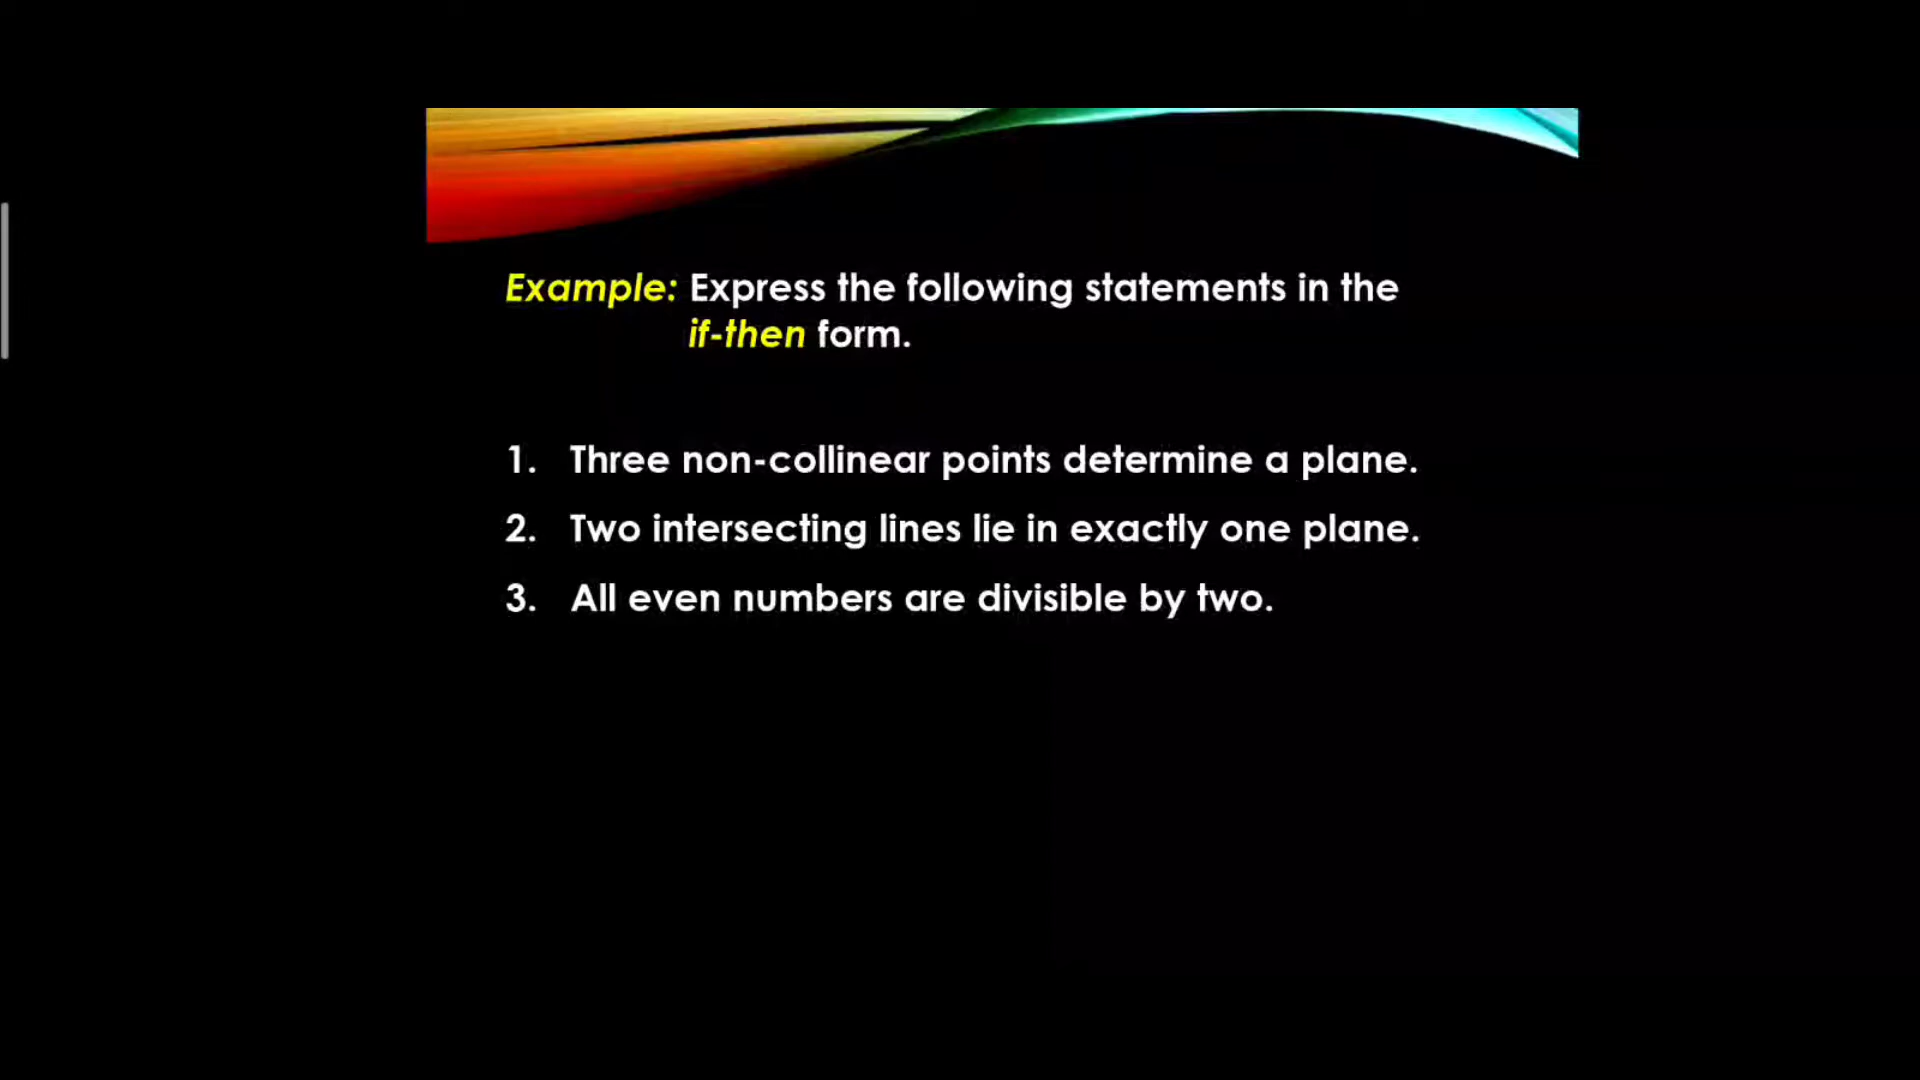 Example: Express the following statements in the
if-then form.
1. Three non-collinear points determine a plane.
2. Two intersecting lines lie in exactly one plane.
3. All even numbers are divisible by two.